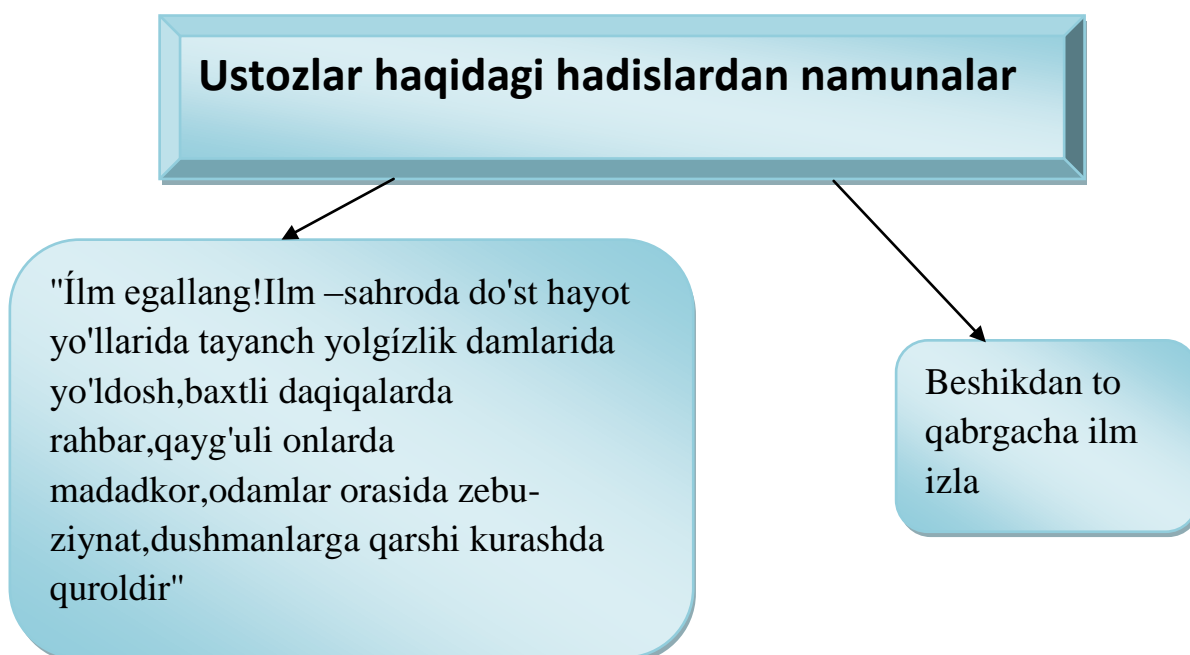 Ustozlar haqidagi hadislardan namunalar
"Ílm egallang!Ilm –sahroda do'st hayot
yo'llarida tayanch yolgízlik damlarida
yo'ldosh,baxtli daqiqalarda
rahbar,qayg'uli onlarda
madadkor,odamlar orasida zebu-
ziynat,dushmanlarga qarshi kurashda
quroldir"
Beshikdan to
qabrgacha ilm
izla